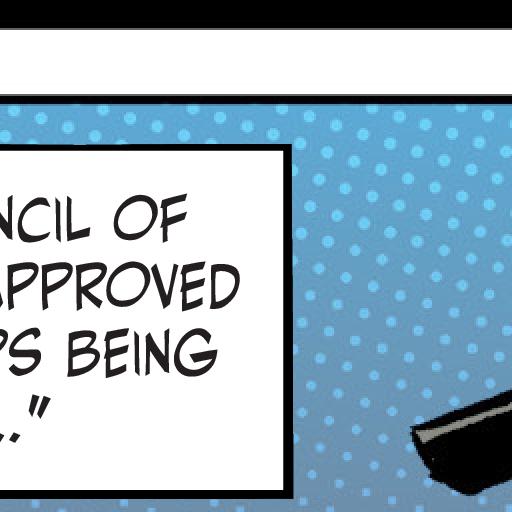 NCIL OF
APPROVED
PS BEING
.."